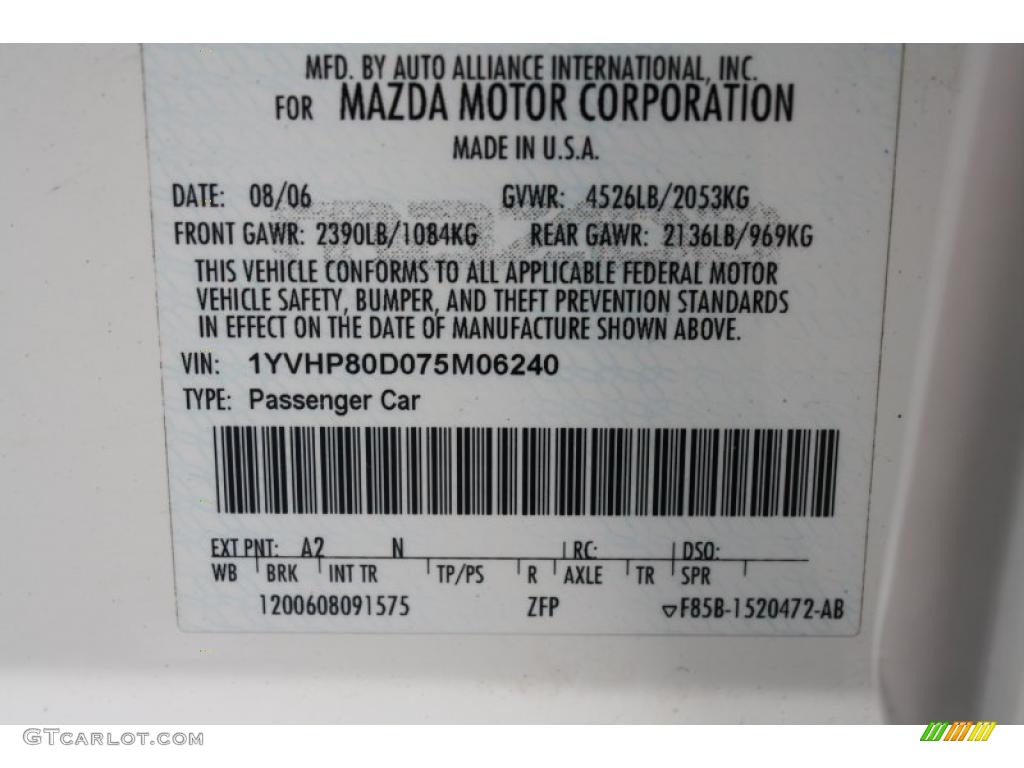 MFD. BY AUTO ALLIANCE INTERNATIONAL, INC.
FOR MAZDA MOTOR CORPORATION
MADE IN U.S.A.
DATE: 08/06 GVWR: 4526LB/2053KG
FRONT GAWR: 2390LB/1084KG REAR GAWR: 2136LB/969KG
THIS VEHICLE CONFORMS TO ALL APPLICABLE FEDERAL MOTOR
VEHICLE SAFETY, BUMPER, AND THEFT PREVENTION STANDARDS
IN EFFECT ON THE DATE OF MANUFACTURE SHOWN ABOVE.
VIN: 1YVHP80D075M06240
TYPE: Passenger Car
EXT PNT: A2 N RC: DSO:
WB BRK INT TR TP/PS R AXLE TR SPR
1200608091575 ZFP F85B-1520472-AB
GTCARLOT.COM